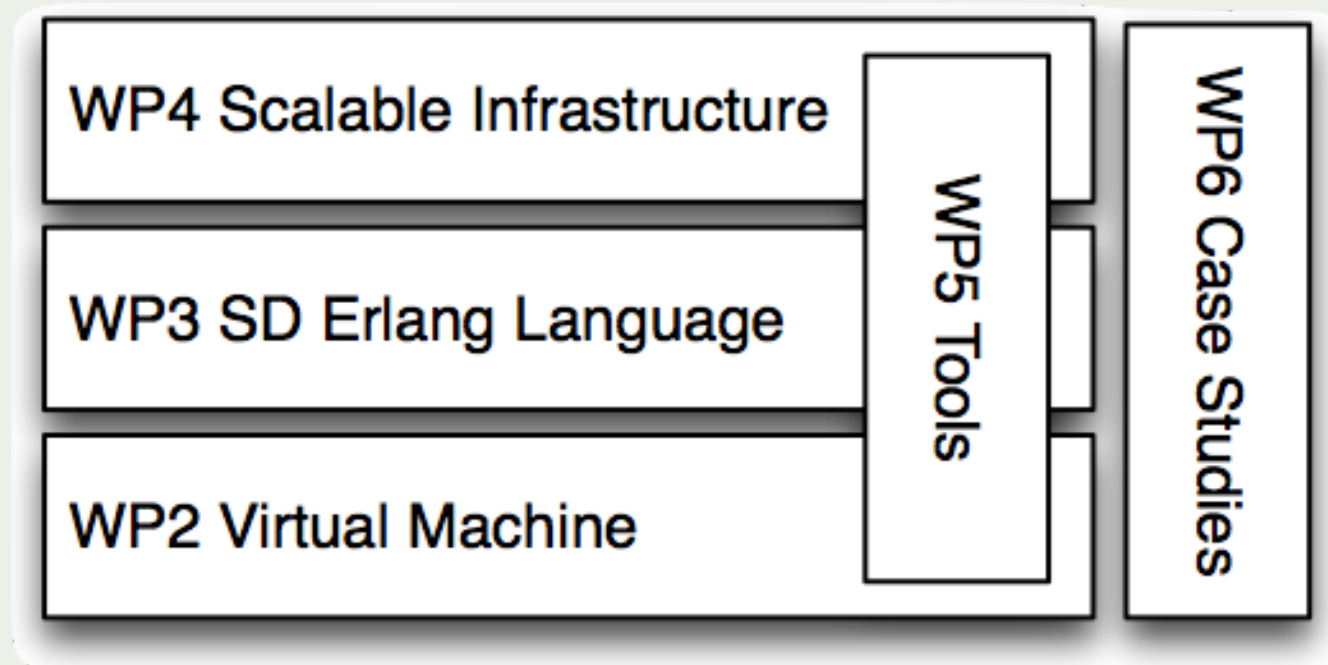 WP4 Scalable Infrastructure
WP3 SD Erlang Language
WP2 Virtual Machine
WP5 Tools
WP6 Case Studies